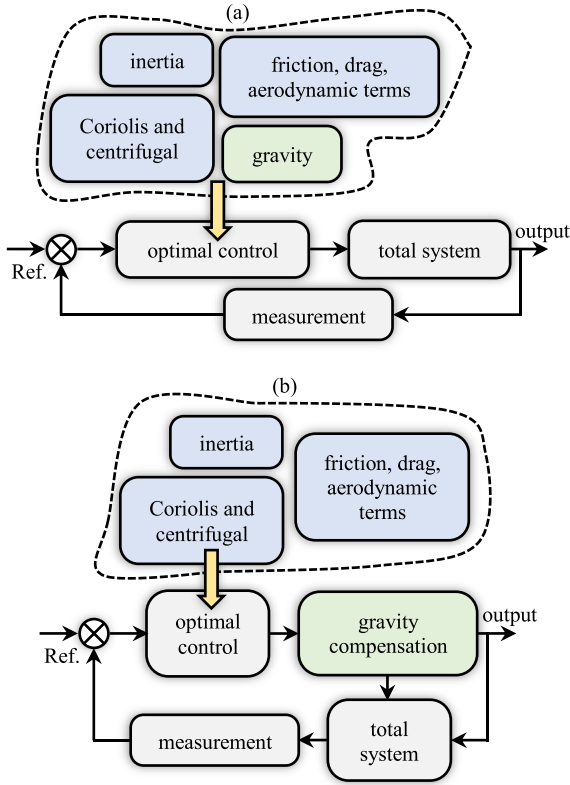 (a)
inertia
friction, drag,
aerodynamic terms
Coriolis and
centrifugal
gravity
optimal control
total system
output
Ref.
measurement
(b)
inertia
friction, drag,
aerodynamic
terms
Coriolis and
centrifugal
optimal
control
gravity
compensation
output
Ref.
measurement
total
system